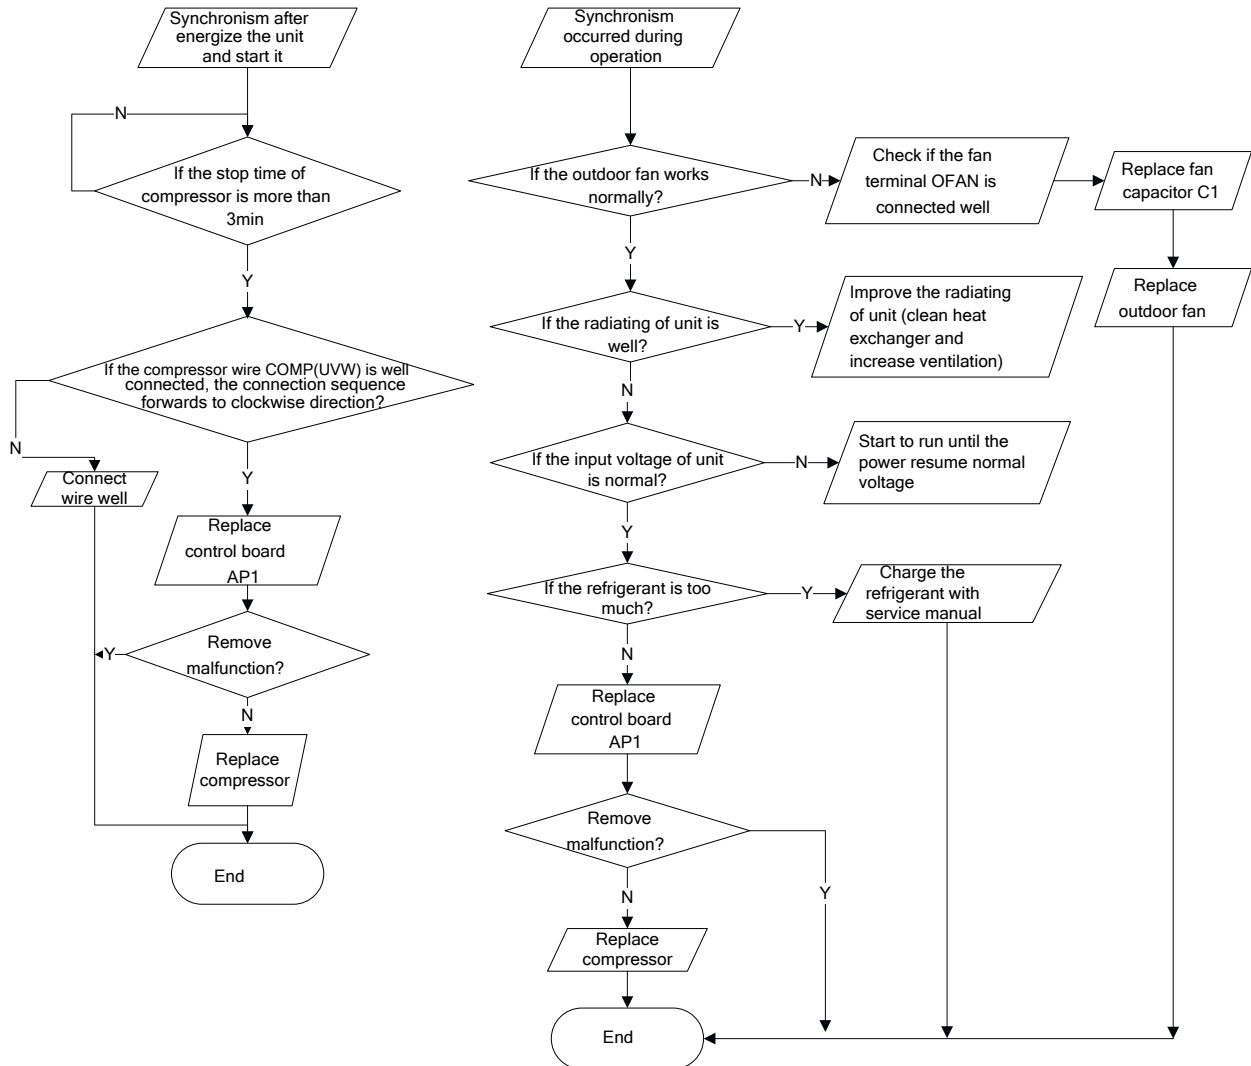 Synchronism after
energize the unit
and start it
N
If the stop time of
compressor is more than
3min
Y
If the compressor wire COMP(UVW) is well
connected, the connection sequence
forwards to clockwise direction?
N
Connect
wire well
Y
Replace
control board
AP1
Remove
malfunction?
Y
N
Replace
compressor
End
Synchronism
occurred during
operation
If the outdoor fan works
normally?
N
Check if the fan
terminal OFAN is
connected well
Replace fan
capacitor C1
Replace
outdoor fan
Y
If the radiating of unit is
well?
Y
Improve the radiating
of unit (clean heat
exchanger and
increase ventilation)
N
If the input voltage of unit
is normal?
N
Start to run until the
power resume normal
voltage
Y
If the refrigerant is too
much?
Y
Charge the
refrigerant with
service manual
N
Replace
control board
AP1
Remove
malfunction?
Y
N
Replace
compressor
End